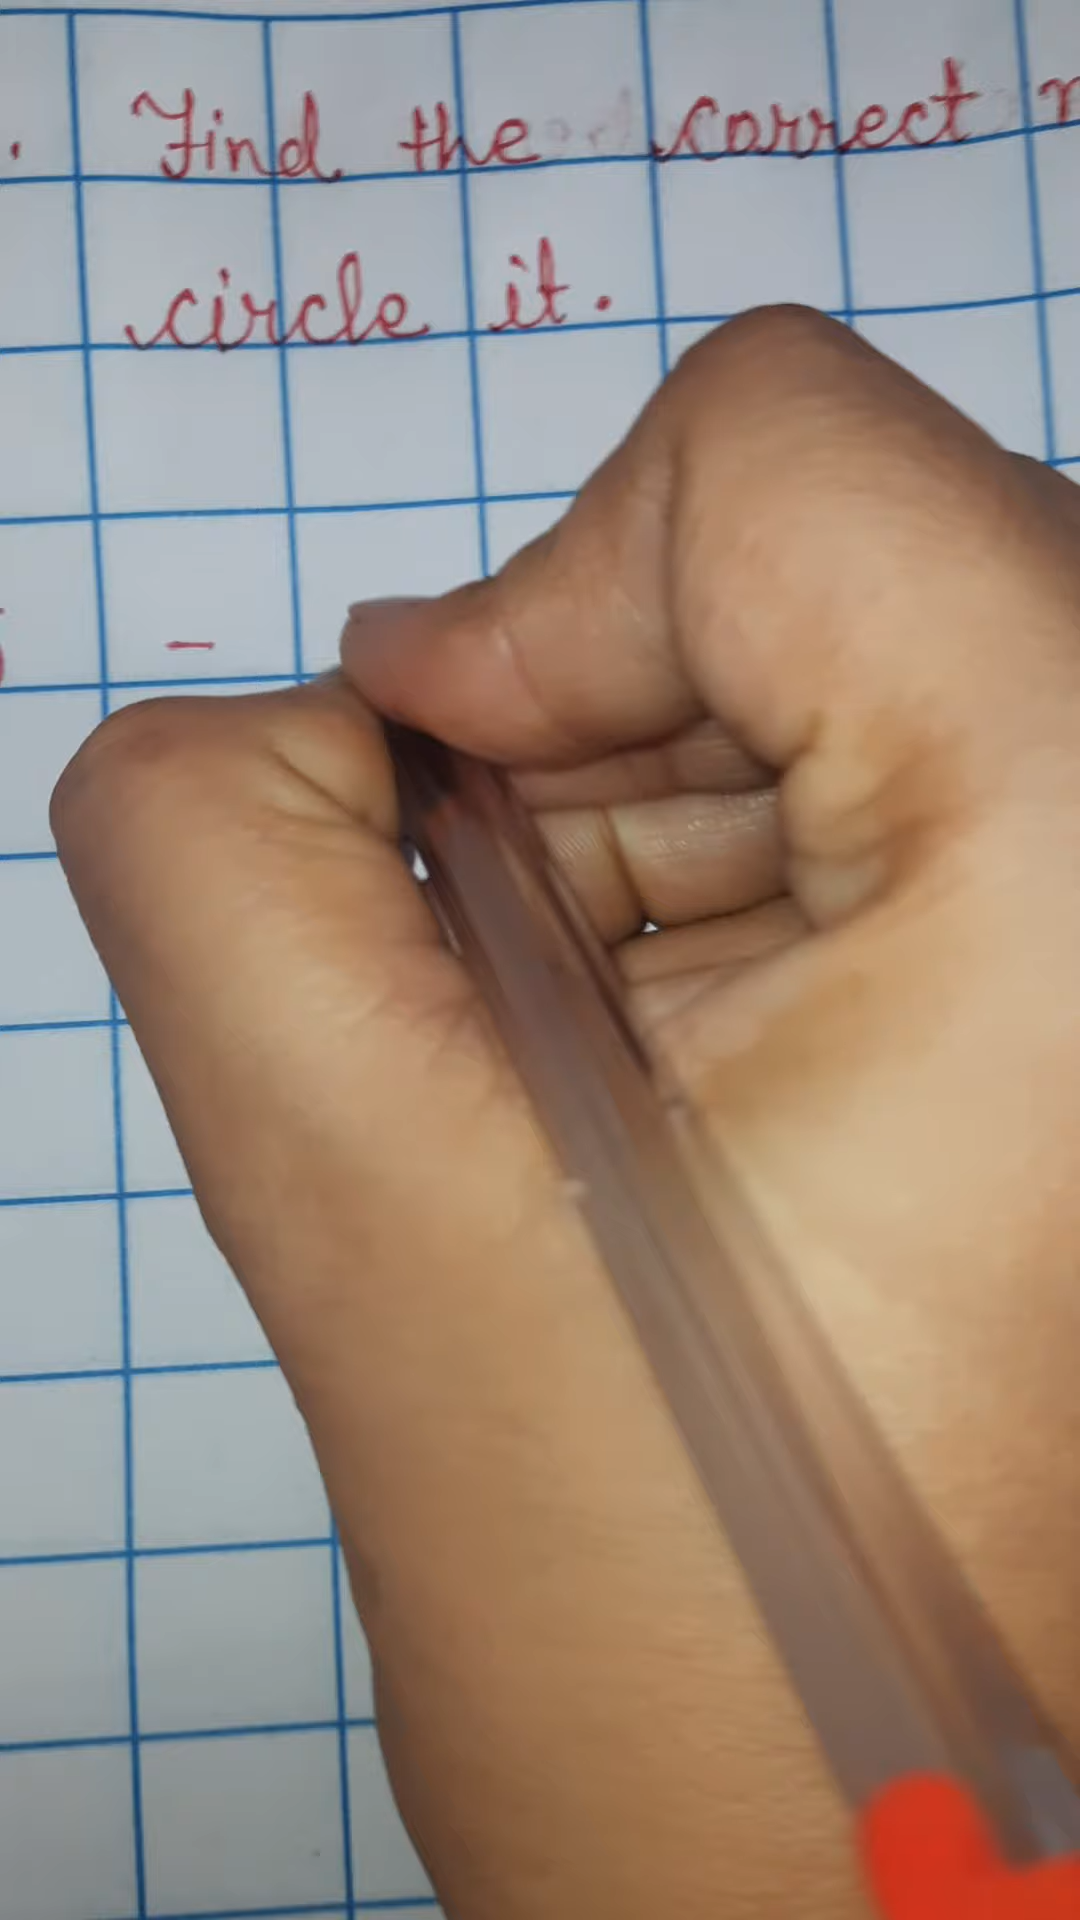 . Find the correct
circle it.
-